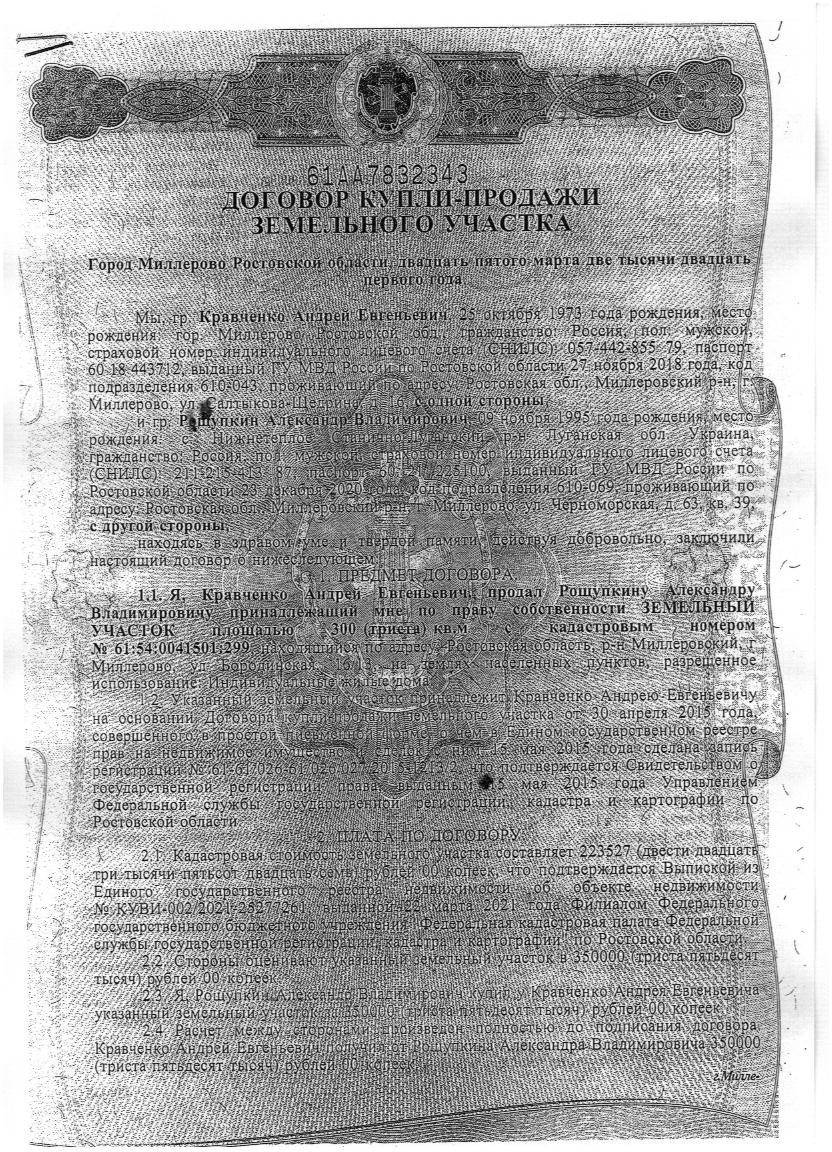 61АА7832343
ДОГОВОР КУПЛИ-ПРОДАЖИ
ЗЕМЕЛЬНОГО УЧАСТКА
Город Миллерово Ростовской области, двадцать пятого марта две тысячи двадцать
первого года
Мы, гр. Кравченко Андрей Евгеньевич, 25 октября 1973 года рождения, место
рождения: гор. Миллерово Ростовской обл., гражданство: Россия, пол: мужской,
страховой номер индивидуального лицевого счета (СНИЛС): 057-442-855 79, паспорт
60 18 443712, выданный ГУ МВД России по Ростовской области 27 ноября 2018 года, код
подразделения 610-043, проживающий по адресу: Ростовская обл., Миллеровский р-н, г.
Миллерово, ул. Салтыкова-Щедрина, д. 16, с одной стороны,
и гр. Рощупкин Александр Владимирович, 09 ноября 1995 года рождения, место
рождения: с. Нижнетеплое Станично-Луганский р-н Луганская обл. Украина,
гражданство: Россия, пол: мужской, страховой номер индивидуального лицевого счета
(СНИЛС): 211-215-413 87, паспорт 60 225100, выданный ГУ МВД России по
Ростовской области 23 декабря 2020 года, код подразделения 610-069, проживающий по
адресу: Ростовская обл., Миллеровский р-н, г. Миллерово, ул. Черноморская, д. 63, кв. 39,
с другой стороны,
находясь в здравом уме и твердой памяти, действуя добровольно, заключили
настоящий договор о нижеследующем:
1. ПРЕДМЕТ ДОГОВОРА
1.1. Я, Кравченко Андрей Евгеньевич, продал Рощупкину Александру
Владимировичу принадлежащий мне по праву собственности ЗЕМЕЛЬНЫЙ
УЧАСТОК площадью 300 (триста) кв.м кадастровым номером
№ 61:54:0041501:299, находящийся по адресу: Ростовская область, р-н Миллеровский, г.
Миллерово, ул. Бородинская, на землях населенных пунктов, разрешенное
использование: Индивидуальные жилые дома.
1.2. Указанный земельный участок принадлежит Кравченко Андрею Евгеньевичу
на основании Договора купли-продажи земельного участка от 30 апреля 2015 года,
совершенного в простой письменной форме, о чем в Едином государственном реестре
прав на недвижимое имущество и сделок с ним 15 мая 2015 года сделана запись
регистрации что подтверждается Свидетельством о
государственной регистрации права, выданным мая 2015 года Управлением
Федеральной службы государственной регистрации, кадастра и картографии по
Ростовской области.
2. ПЛАТА ПО ДОГОВОРУ
2.1. Кадастровая стоимость земельного участка составляет 223527 (двести двадцать
три тысячи пятьсот двадцать семь) рублей 00 копеек, что подтверждается Выпиской из
Единого государственного реестра недвижимости об объекте недвижимости
№ КУВИ-002/2021-25277261, выданной 22 марта 2021 года Филиалом Федерального
государственного бюджетного учреждения "Федеральная кадастровая палата Федеральной
службы государственной регистрации, кадастра и картографии" по Ростовской области.
2.2. Стороны оценивают указанный земельный участок в 350000 (триста пятьдесят
тысяч) рублей 00 копеек.
2.3. Я, Рощупкин Александр Владимирович купил у Кравченко Андрея Евгеньевича
указанный земельный участок за 350000 (триста пятьдесят тысяч) рублей 00 копеек.
2.4. Расчет между сторонами произведен полностью до подписания договора.
Кравченко Андрей Евгеньевич получил от Рощупкина Александра Владимировича 350000
(триста пятьдесят тысяч) рублей 00 копеек.
г.Милле-